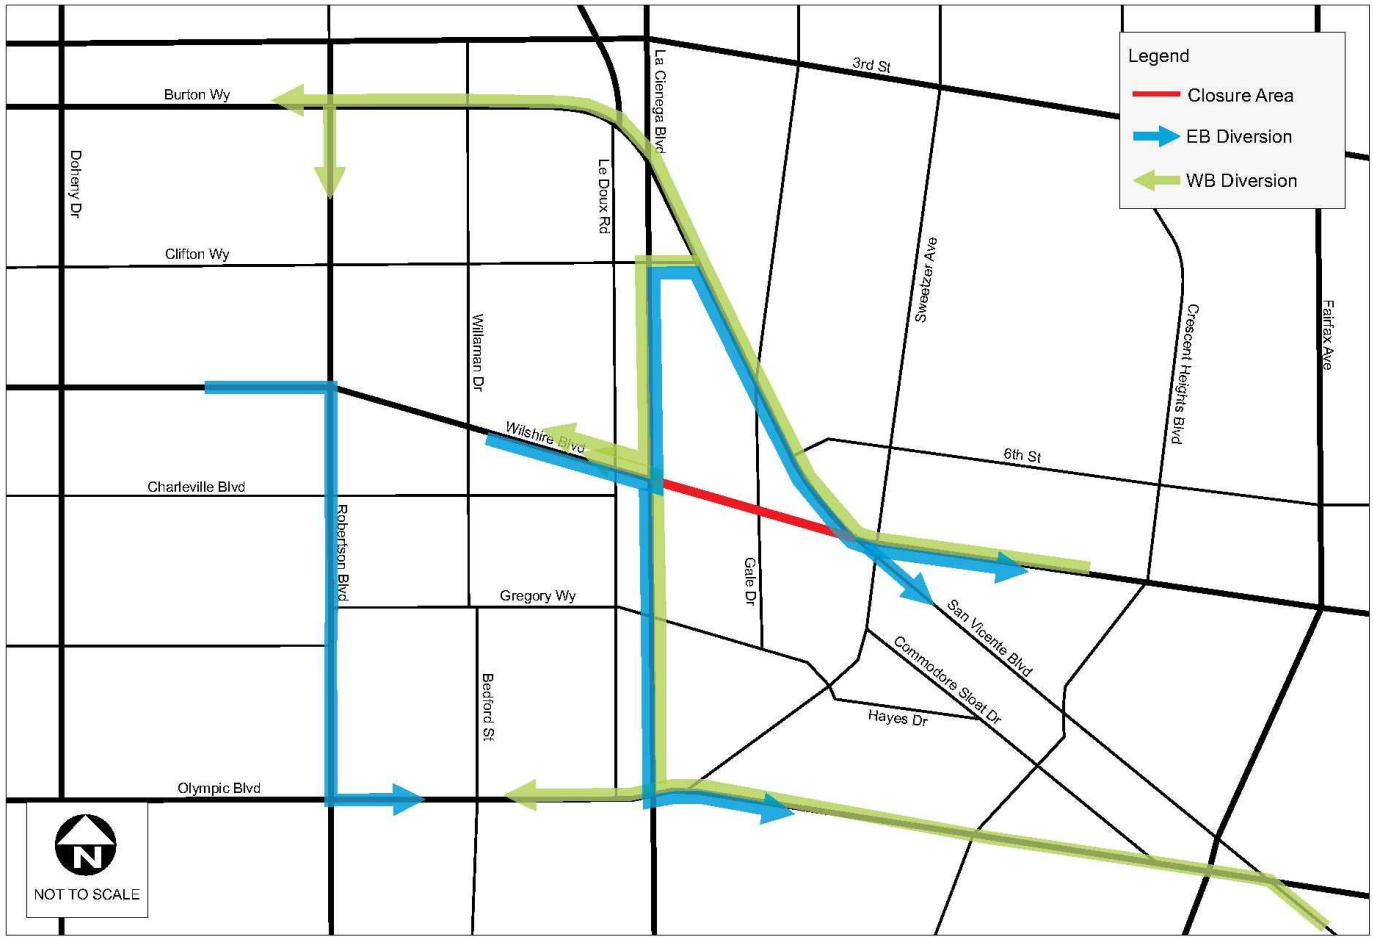 Legend
3rd St
Closure Area
Burton Wy
La Cienega Blvd
EB Diversion
Doheny Dr
Le Doux Rd
WB Diversion
Clifton Wy
Sweetzer Ave
Willaman Dr
Crescent Heights Blvd
Fairfax Ave
Wilshire Blvd
6th St
Charleville Blvd
Robertson Blvd
Gale Dr
Gregory Wy
San Vicente Blvd
Commodore Sloat Dr
Bedford St
Hayes Dr
Olympic Blvd
N
NOT TO SCALE